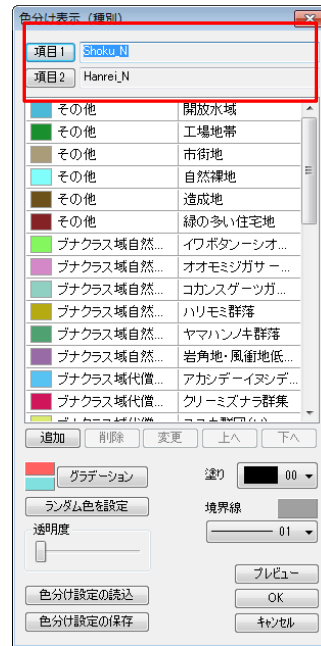 色分け表示（種別）
項目1 Shoku_N
項目2 Hanrei_N
その他 開放水域
その他 工場地帯
その他 市街地
その他 自然裸地
その他 造成地
その他 緑の多い住宅地
ブナクラス域自然... イワボタンーシオ...
ブナクラス域自然... オオモミジガサー...
ブナクラス域自然... コカンスゲーツガ...
ブナクラス域自然... ハリモミ群落
ブナクラス域自然... ヤマハンノキ群落
ブナクラス域自然... 岩角地・風衝地低...
ブナクラス域代償... アカシデーイヌシデ...
ブナクラス域代償... クリーミズナラ群集
追加 削除 変更 上へ 下へ
グラデーション 塗り 00
ランダム色を設定 境界線
透明度 01
プレビュー
色分け設定の読込 OK
色分け設定の保存 キャンセル